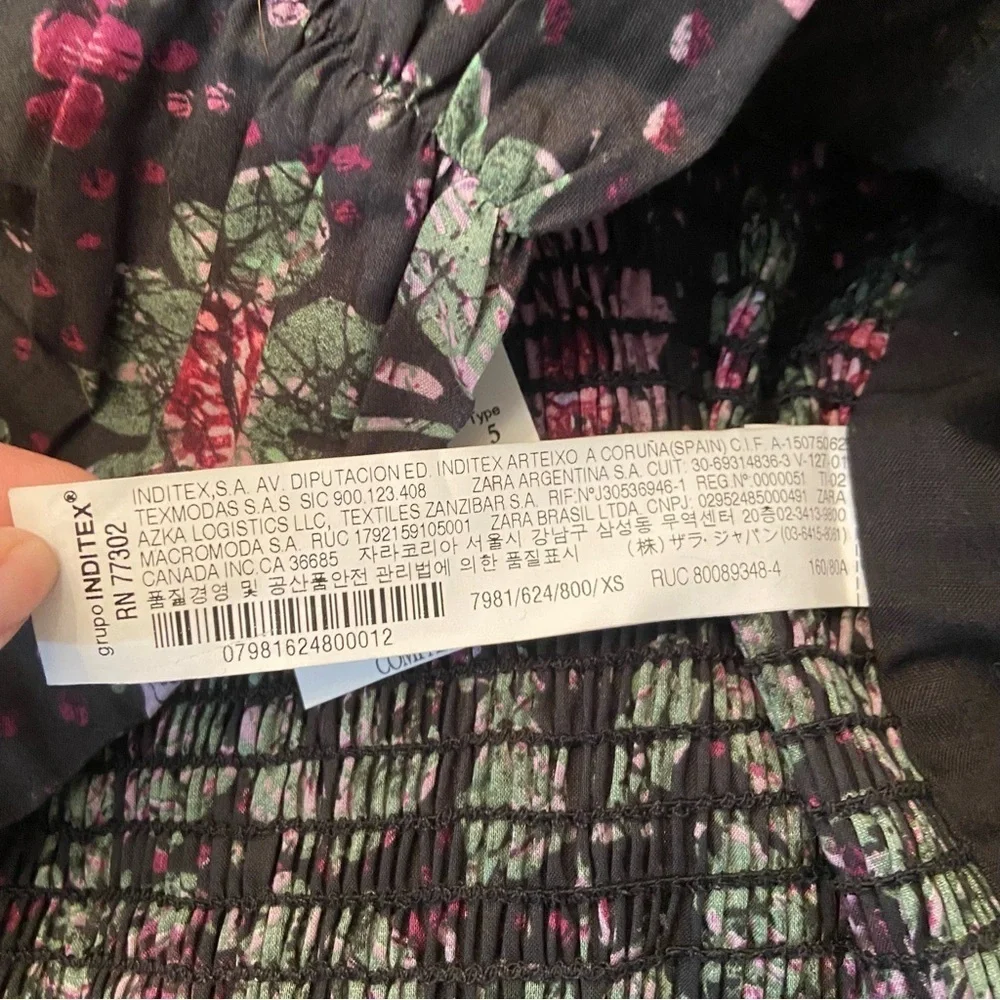 Type
5
grupo INDITEX®
RN 77302
INDITEX,S.A. AV. DIPUTACION ED. INDITEX ARTEIXO A CORUÑA(SPAIN) C.I.F. A-15075062
TEXMODAS S.A.S SIC 900.123.408 ZARA ARGENTINA S.A. CUIT: 30-69314836-3 V-127-01
AZKA LOGISTICS LLC, TEXTILES ZANZIBAR S.A. RIF:NºJ30536946-1 REG.Nº 0000051 TI-02
MACROMODA S.A. RUC 1792159105001 ZARA BRASIL LTDA. CNPJ: 02952485000491 ZARA
CANADA INC.CA 36685 자라코리아 서울시 강남구 삼성동 무역센터 20층02-3413-9800
품질경영 및 공산품안전 관리법에 의한 품질표시 (株) ザラ・ジャパン (03-6415-8061)
07981624800012
7981/624/800/XS RUC 80089348-4 160/80A